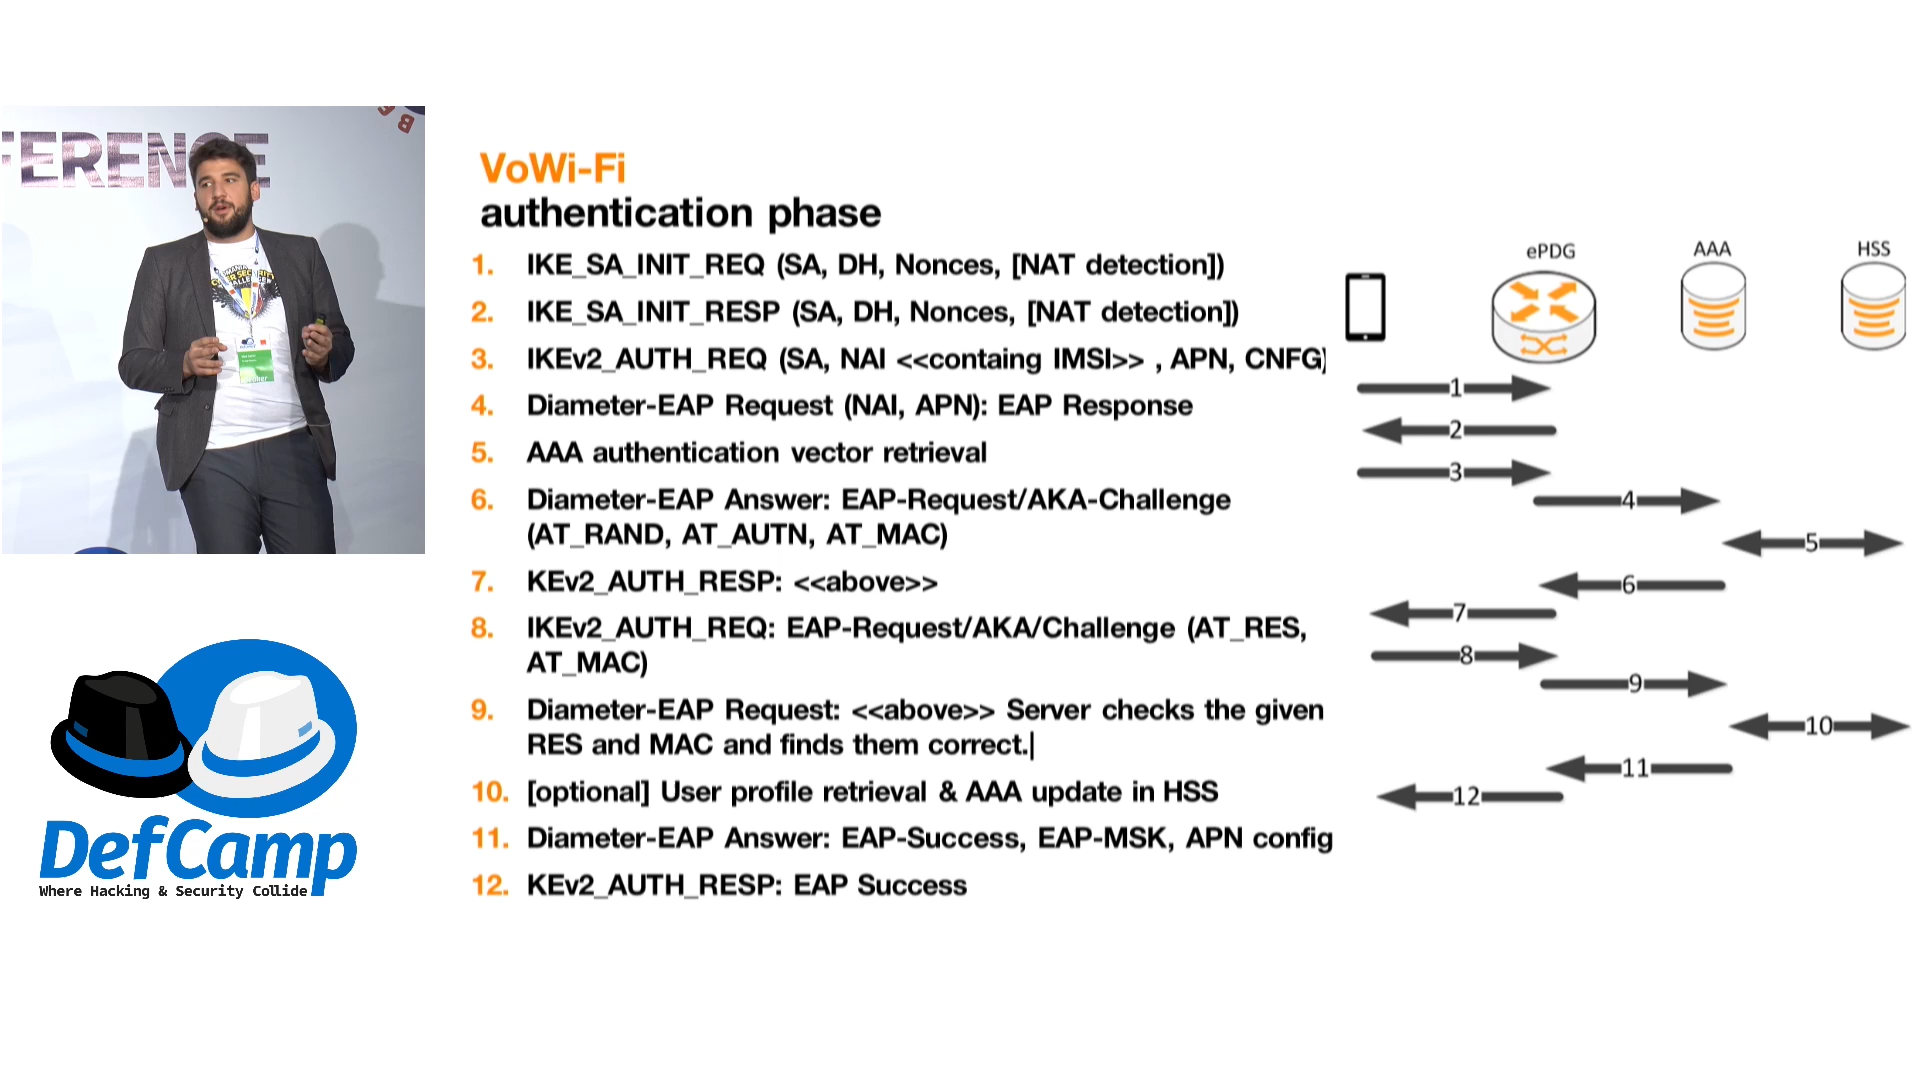 FERENCE
VoWi-Fi
authentication phase
1. IKE_SA_INIT_REQ (SA, DH, Nonces, [NAT detection])
2. IKE_SA_INIT_RESP (SA, DH, Nonces, [NAT detection])
3. IKEv2_AUTH_REQ (SA, NAI <<containg IMSI>> , APN, CNFG)
4. Diameter-EAP Request (NAI, APN): EAP Response
5. AAA authentication vector retrieval
6. Diameter-EAP Answer: EAP-Request/AKA-Challenge
(AT_RAND, AT_AUTN, AT_MAC)
7. KEv2_AUTH_RESP: <<above>>
8. IKEv2_AUTH_REQ: EAP-Request/AKA/Challenge (AT_RES,
AT_MAC)
9. Diameter-EAP Request: <<above>> Server checks the given
RES and MAC and finds them correct.
10. [optional] User profile retrieval & AAA update in HSS
11. Diameter-EAP Answer: EAP-Success, EAP-MSK, APN config
12. KEv2_AUTH_RESP: EAP Success
ePDG
AAA
HSS
1
2
3
4
5
6
7
8
9
10
11
12
DefCamp
Where Hacking & Security Collide